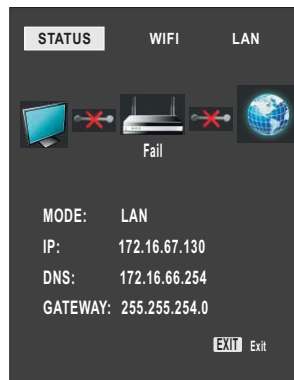 STATUS WIFI LAN
Fail
MODE: LAN
IP: 172.16.67.130
DNS: 172.16.66.254
GATEWAY: 255.255.254.0
EXIT Exit